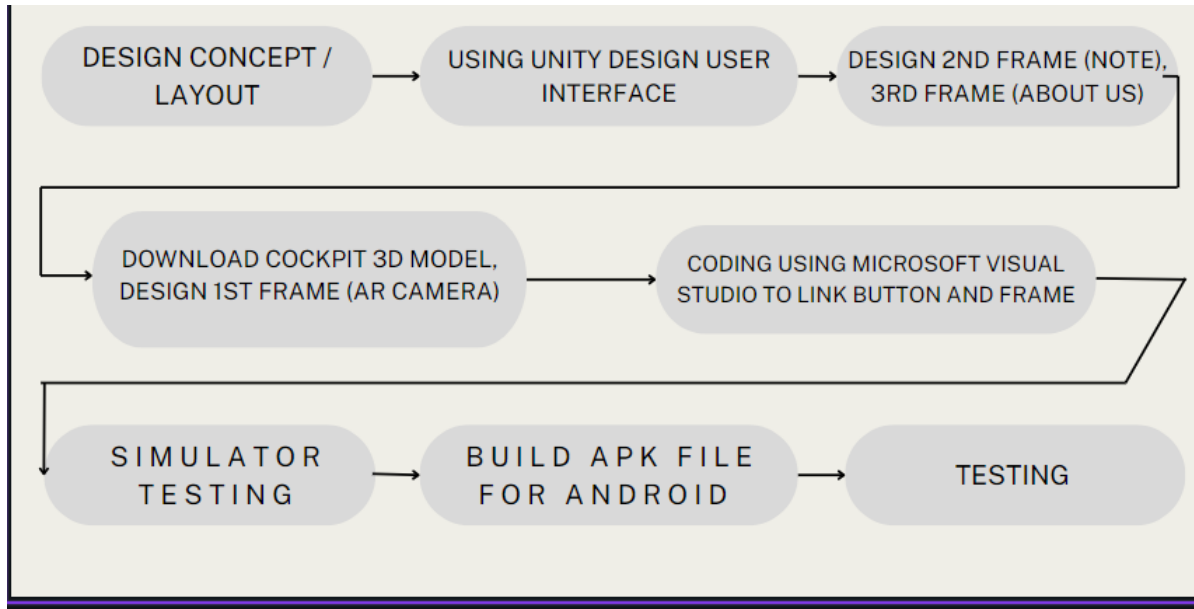 DESIGN CONCEPT /
LAYOUT
USING UNITY DESIGN USER
INTERFACE
DESIGN 2ND FRAME (NOTE),
3RD FRAME (ABOUT US)
DOWNLOAD COCKPIT 3D MODEL,
DESIGN 1ST FRAME (AR CAMERA)
CODING USING MICROSOFT VISUAL
STUDIO TO LINK BUTTON AND FRAME
SIMULATOR
TESTING
BUILD APK FILE
FOR ANDROID
TESTING